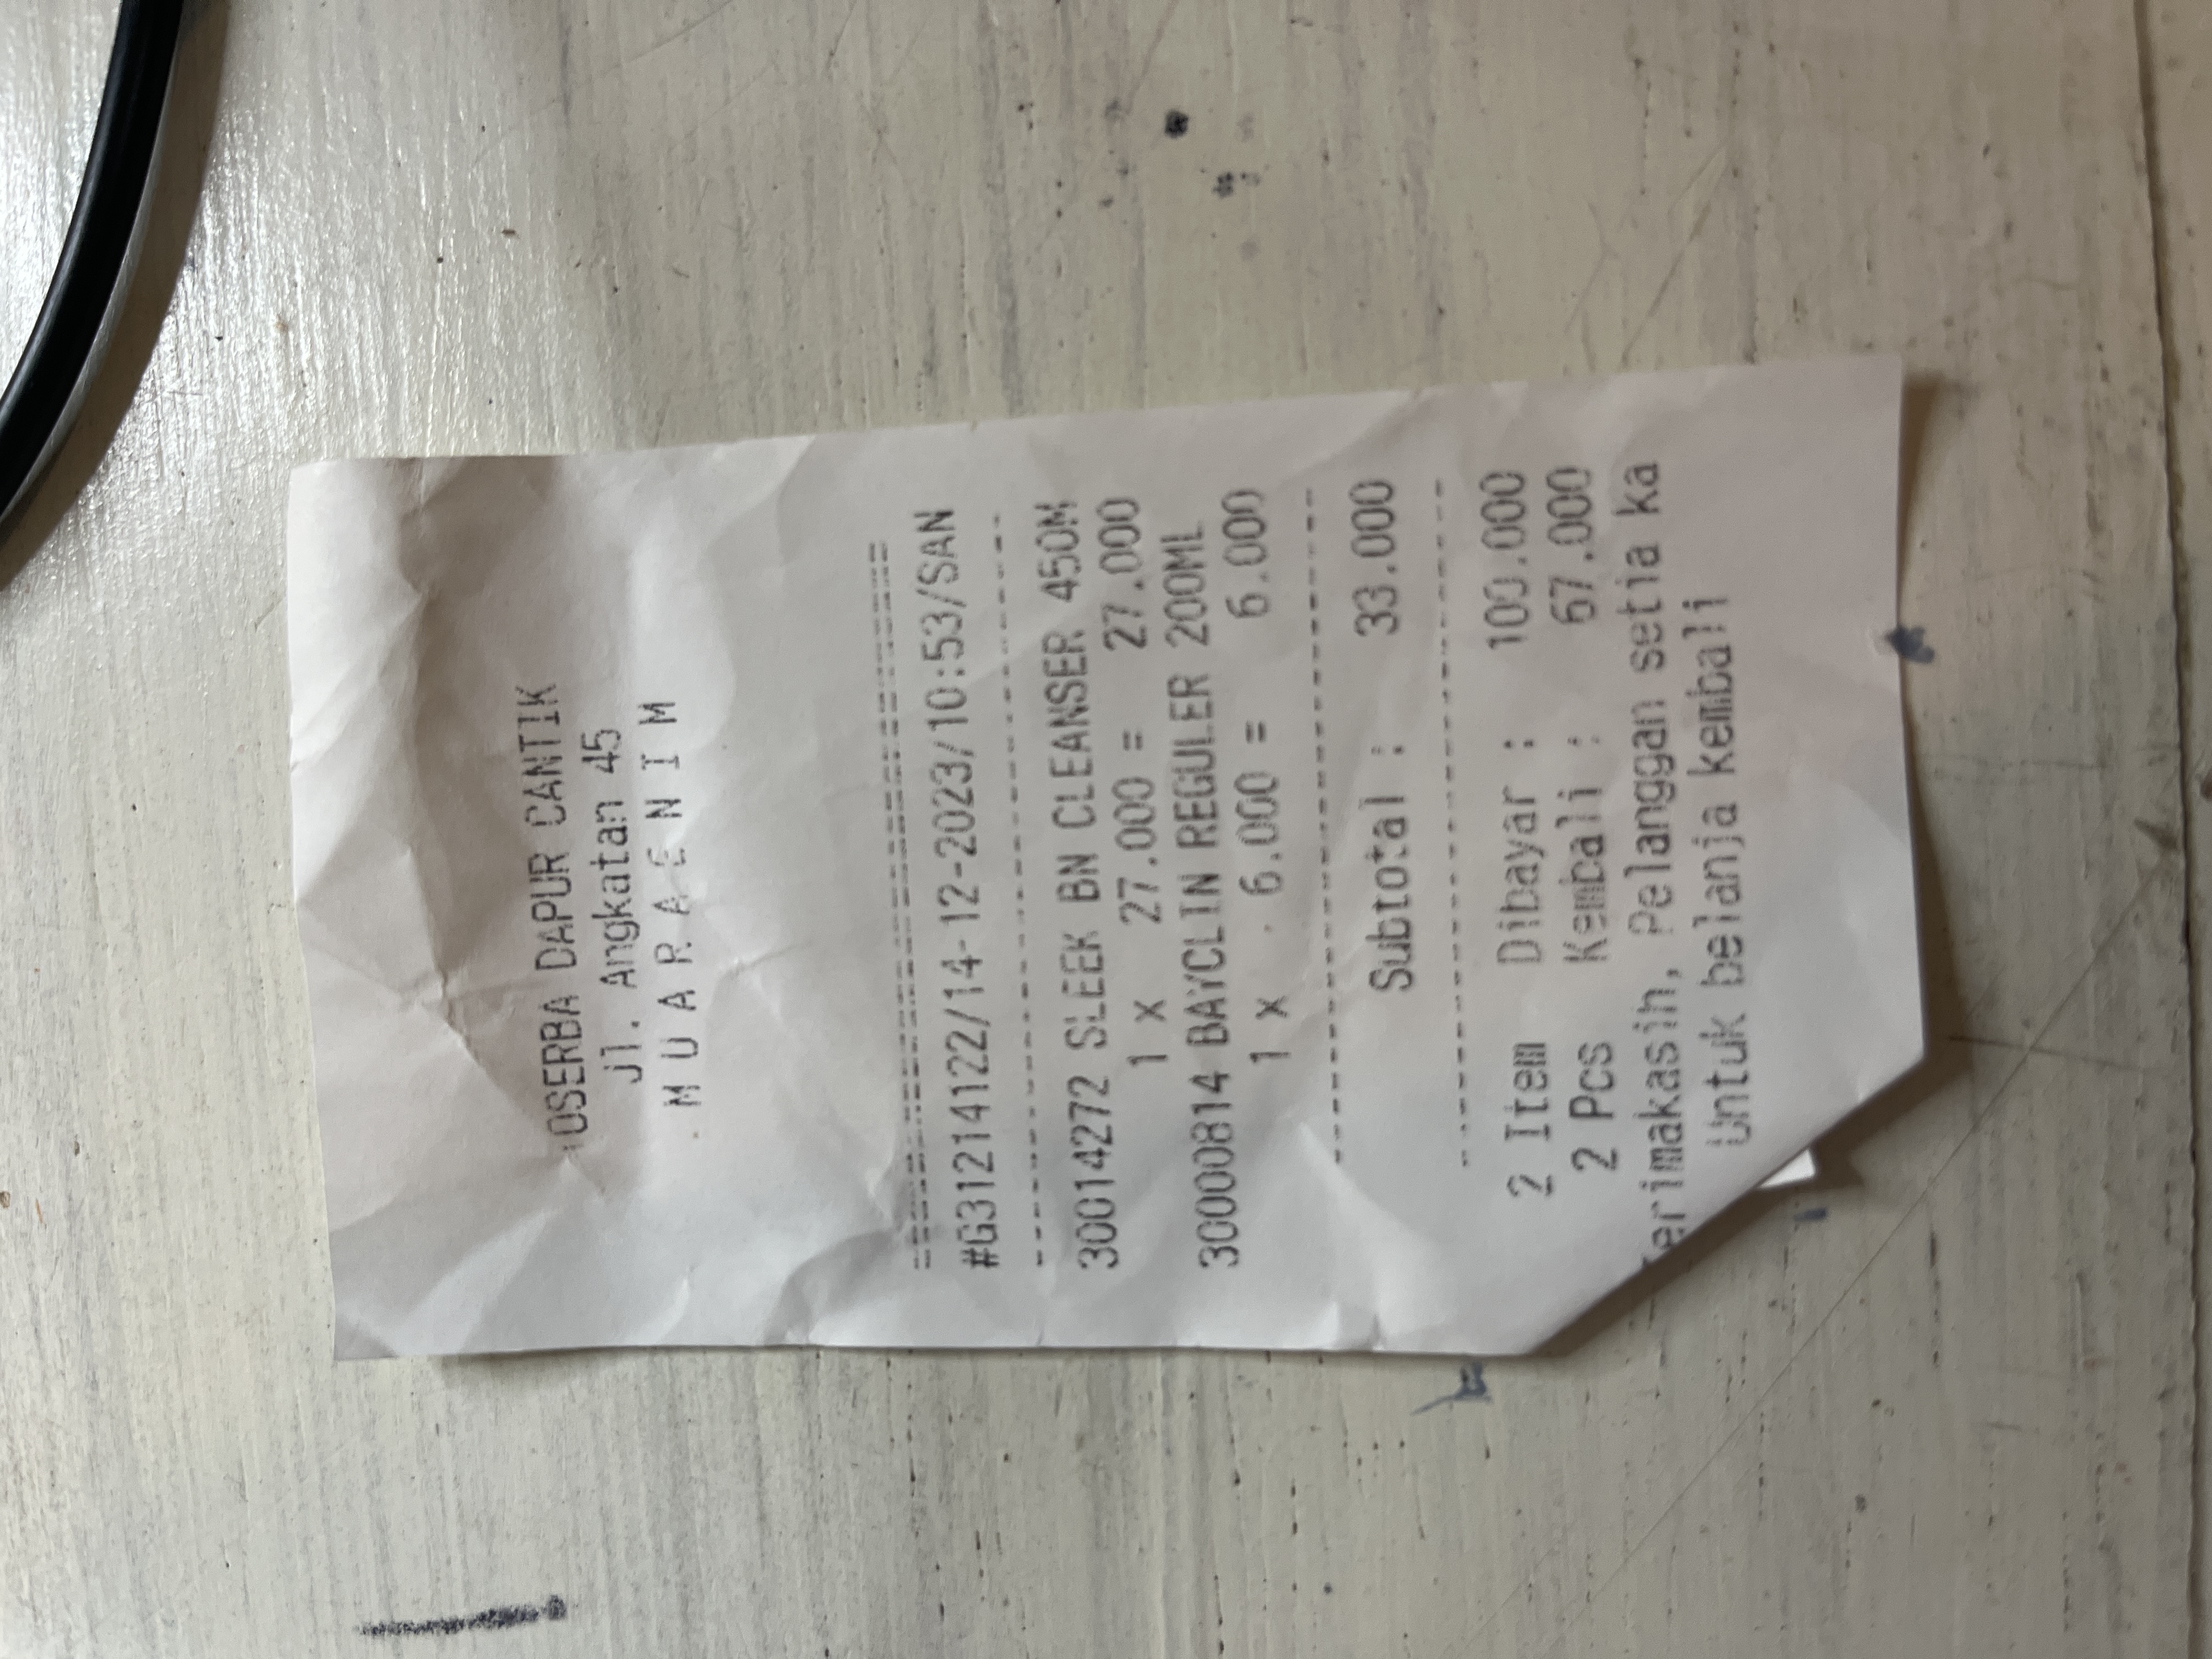 OSERBA DAPUR CANTIK
Jl. Angkatan 45
M U A R A E N I M
==========================================
#G31214122/14-12-2023/10:53/SAN
------------------------------------------
30014272 SLEEK BN CLEANSER 450M
1 x 27.000 = 27.000
30000814 BAYCLIN REGULER 200ML
1 x 6.000 = 6.000
------------------------------------------
Subtotal : 33.000
------------------------------------------
2 Item Dibayar : 100.000
2 Pcs Kembali : 67.000
erimakasih, Pelanggan setia ka
Untuk belanja kembali